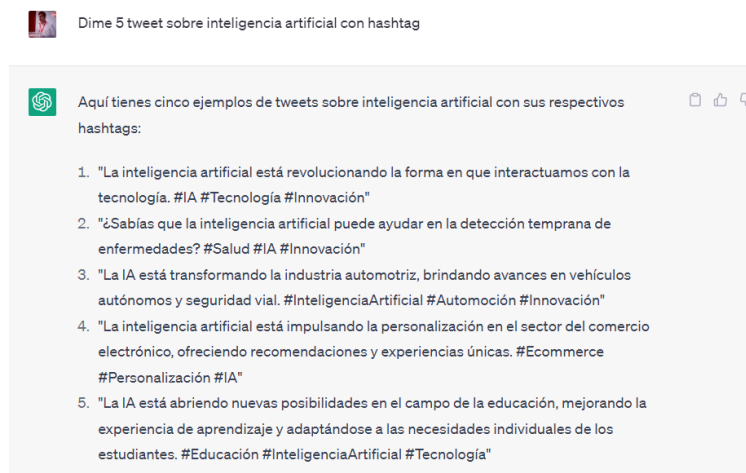 Dime 5 tweet sobre inteligencia artificial con hashtag
Aquí tienes cinco ejemplos de tweets sobre inteligencia artificial con sus respectivos
hashtags:
1. "La inteligencia artificial está revolucionando la forma en que interactuamos con la
tecnología. #IA #Tecnología #Innovación"
2. "¿Sabías que la inteligencia artificial puede ayudar en la detección temprana de
enfermedades? #Salud #IA #Innovación"
3. "La IA está transformando la industria automotriz, brindando avances en vehículos
autónomos y seguridad vial. #InteligenciaArtificial #Automoción #Innovación"
4. "La inteligencia artificial está impulsando la personalización en el sector del comercio
electrónico, ofreciendo recomendaciones y experiencias únicas. #Ecommerce
#Personalización #IA"
5. "La IA está abriendo nuevas posibilidades en el campo de la educación, mejorando la
experiencia de aprendizaje y adaptándose a las necesidades individuales de los
estudiantes. #Educación #InteligenciaArtificial #Tecnología"